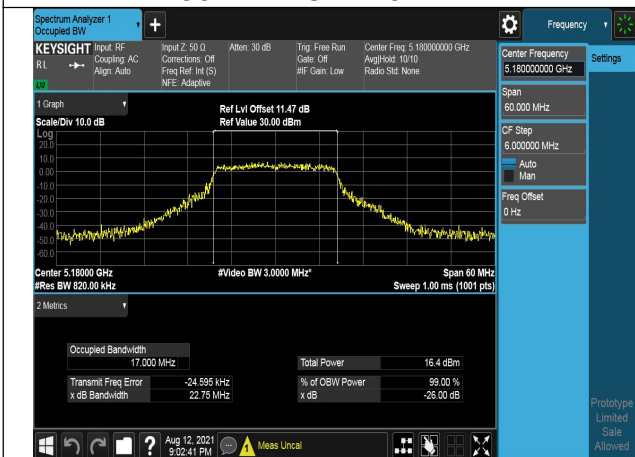 Spectrum Analyzer 1
Occupied BW
+
Frequency
KEYSIGHT
RL
LXI
Input: RF
Coupling: AC
Align: Auto
Input Z: 50 Ω
Corrections: Off
Freq Ref: Int (S)
NFE: Adaptive
Atten: 30 dB
Trig: Free Run
Gate: Off
#IF Gain: Low
Center Freq: 5.180000000 GHz
Avg|Hold: 10/10
Radio Std: None
Center Frequency
5.180000000 GHz
Settings
Span
60.000 MHz
CF Step
6.000000 MHz
Auto
Man
Freq Offset
0 Hz
1 Graph
Scale/Div 10.0 dB
Ref Lvl Offset 11.47 dB
Ref Value 30.00 dBm
Log
20.0
10.0
0.00
-10.0
-20.0
-30.0
-40.0
-50.0
-60.0
Center 5.18000 GHz
#Video BW 3.0000 MHz*
Span 60 MHz
#Res BW 820.00 kHz
Sweep 1.00 ms (1001 pts)
2 Metrics
Occupied Bandwidth
17.000 MHz
Total Power 16.4 dBm
Transmit Freq Error -24.595 kHz
% of OBW Power 99.00 %
x dB Bandwidth 22.75 MHz
x dB -26.00 dB
Prototype
Limited
Sale
Allowed
?
Aug 12, 2021
9:02:41 PM
Meas Uncal